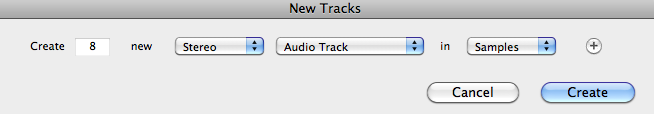 New Tracks
Create 8 new Stereo Audio Track in Samples
Cancel Create